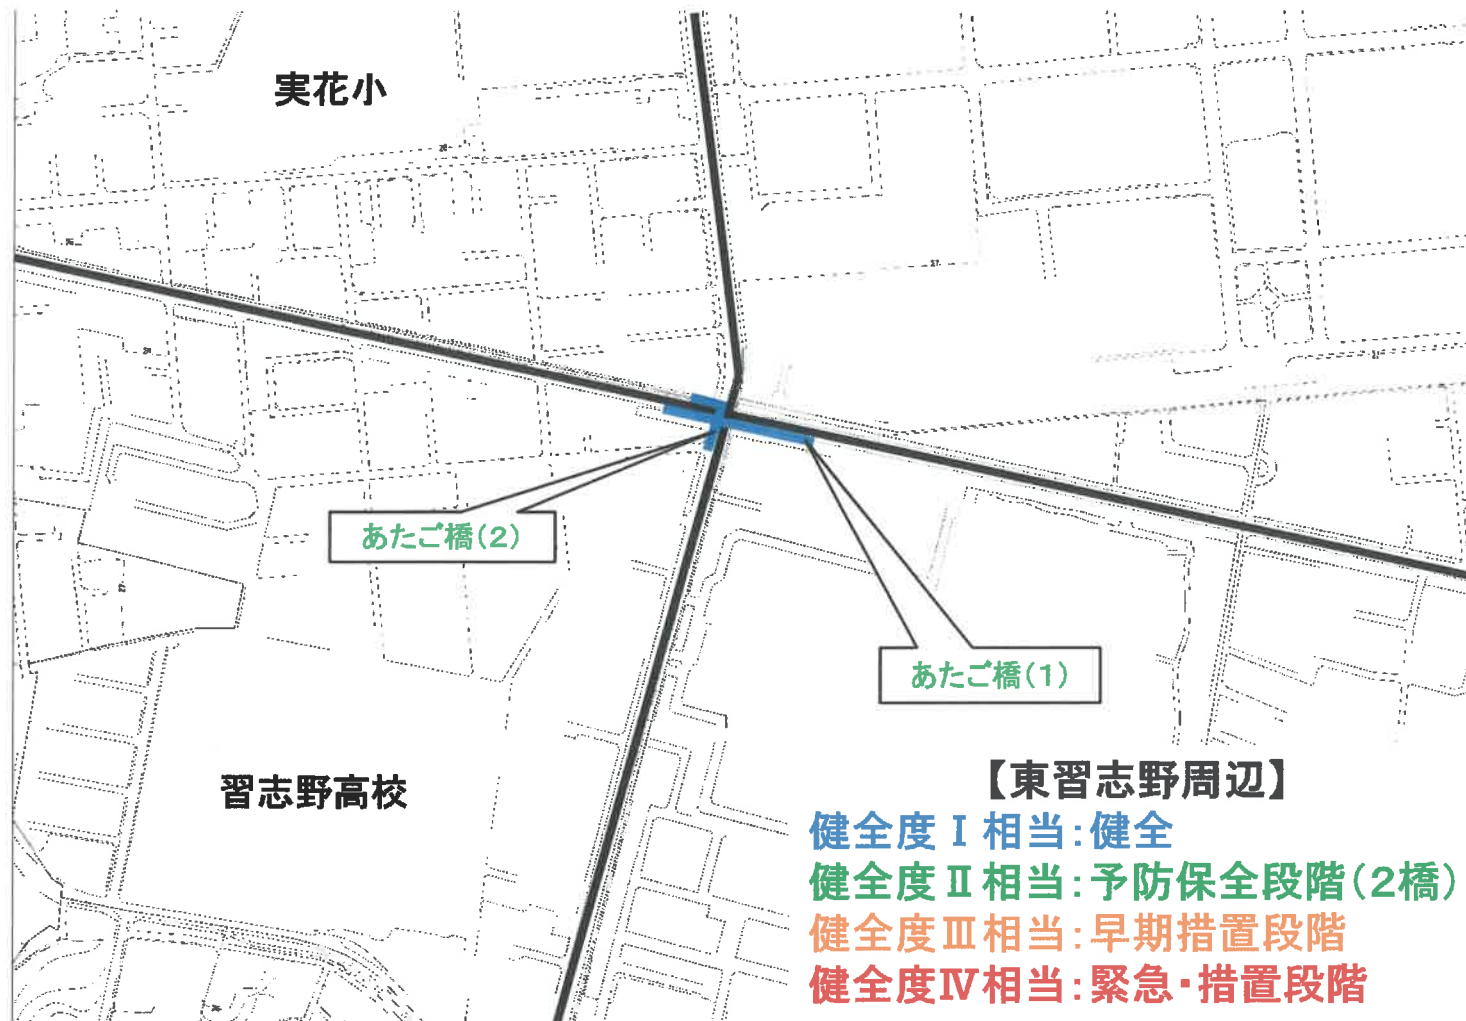 実花小
あたご橋(2)
あたご橋(1)
習志野高校
【東習志野周辺】
健全度Ⅰ相当:健全
健全度Ⅱ相当:予防保全段階(2橋)
健全度Ⅲ相当:早期措置段階
健全度Ⅳ相当:緊急・措置段階